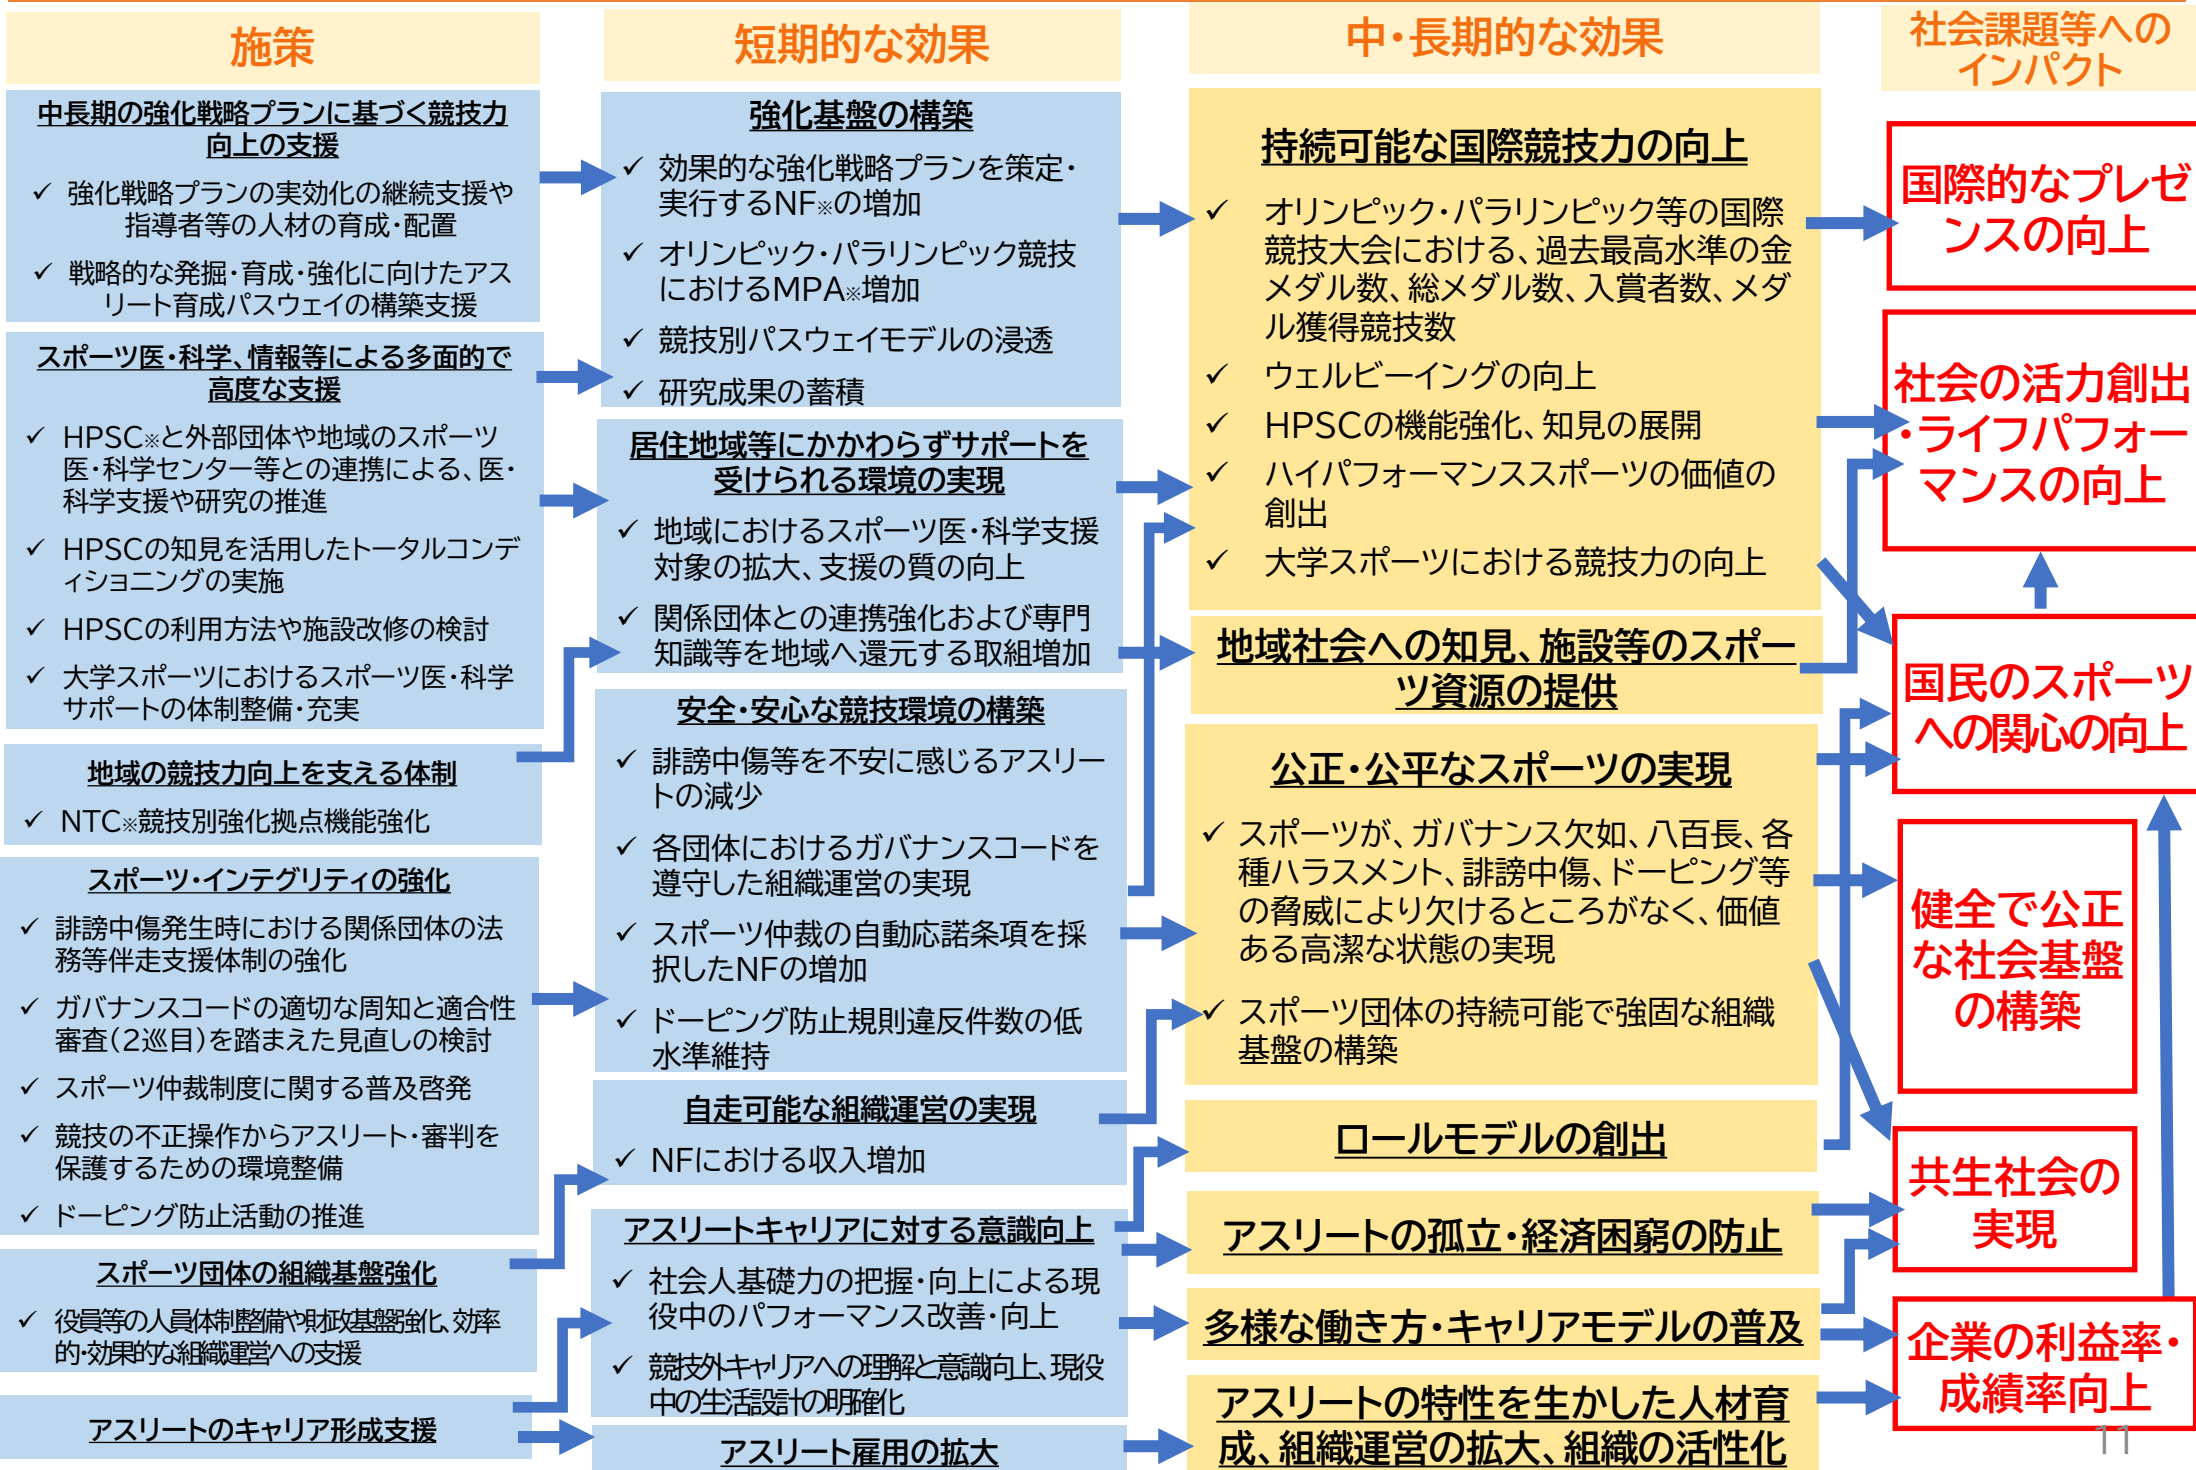 施策
中長期の強化戦略プランに基づく競技力
向上の支援
✓ 強化戦略プランの実効化の継続支援や
指導者等の人材の育成・配置
✓ 戦略的な発掘・育成・強化に向けたアス
リート育成パスウェイの構築支援
スポーツ医・科学、情報等による多面的で
高度な支援
✓ HPSC※と外部団体や地域のスポーツ
医・科学センター等との連携による、医・
科学支援や研究の推進
✓ HPSCの知見を活用したトータルコンデ
ィショニングの実施
✓ HPSCの利用方法や施設改修の検討
✓ 大学スポーツにおけるスポーツ医・科学
サポートの体制整備・充実
地域の競技力向上を支える体制
✓ NTC※競技別強化拠点機能強化
スポーツ・インテグリティの強化
✓ 誹謗中傷発生時における関係団体の法
務等伴走支援体制の強化
✓ ガバナンスコードの適切な周知と適合性
審査（2巡目）を踏まえた見直しの検討
✓ スポーツ仲裁制度に関する普及啓発
✓ 競技の不正操作からアスリート・審判を
保護するための環境整備
✓ ドーピング防止活動の推進
スポーツ団体の組織基盤強化
✓ 役員等の人員体制整備や財政基盤強化、効率
的・効果的な組織運営への支援
アスリートのキャリア形成支援
短期的な効果
強化基盤の構築
✓ 効果的な強化戦略プランを策定・
実行するNF※の増加
✓ オリンピック・パラリンピック競技
におけるMPA※増加
✓ 競技別パスウェイモデルの浸透
✓ 研究成果の蓄積
居住地域等にかかわらずサポートを
受けられる環境の実現
✓ 地域におけるスポーツ医・科学支援
対象の拡大、支援の質の向上
✓ 関係団体との連携強化および専門
知識等を地域へ還元する取組増加
安全・安心な競技環境の構築
✓ 誹謗中傷等を不安に感じるアスリー
トの減少
✓ 各団体におけるガバナンスコードを
遵守した組織運営の実現
✓ スポーツ仲裁の自動応諾条項を採
択したNFの増加
✓ ドーピング防止規則違反件数の低
水準維持
自走可能な組織運営の実現
✓ NFにおける収入増加
アスリートキャリアに対する意識向上
✓ 社会人基礎力の把握・向上による現
役中のパフォーマンス改善・向上
✓ 競技外キャリアへの理解と意識向上、現役
中の生活設計の明確化
アスリート雇用の拡大
中・長期的な効果
持続可能な国際競技力の向上
✓ オリンピック・パラリンピック等の国際
競技大会における、過去最高水準の金
メダル数、総メダル数、入賞者数、メダ
ル獲得競技数
✓ ウェルビーイングの向上
✓ HPSCの機能強化、知見の展開
✓ ハイパフォーマンススポーツの価値の
創出
✓ 大学スポーツにおける競技力の向上
地域社会への知見、施設等のスポー
ツ資源の提供
公正・公平なスポーツの実現
✓ スポーツが、ガバナンス欠如、八百長、各
種ハラスメント、誹謗中傷、ドーピング等
の脅威により欠けるところがなく、価値
ある高潔な状態の実現
✓ スポーツ団体の持続可能で強固な組織
基盤の構築
ロールモデルの創出
アスリートの孤立・経済困窮の防止
多様な働き方・キャリアモデルの普及
アスリートの特性を生かした人材育
成、組織運営の拡大、組織の活性化
社会課題等への
インパクト
国際的なプレゼ
ンスの向上
社会の活力創出
・ライフパフォー
マンスの向上
国民のスポーツ
への関心の向上
健全で公正
な社会基盤
の構築
共生社会の
実現
企業の利益率・
成績率向上
11